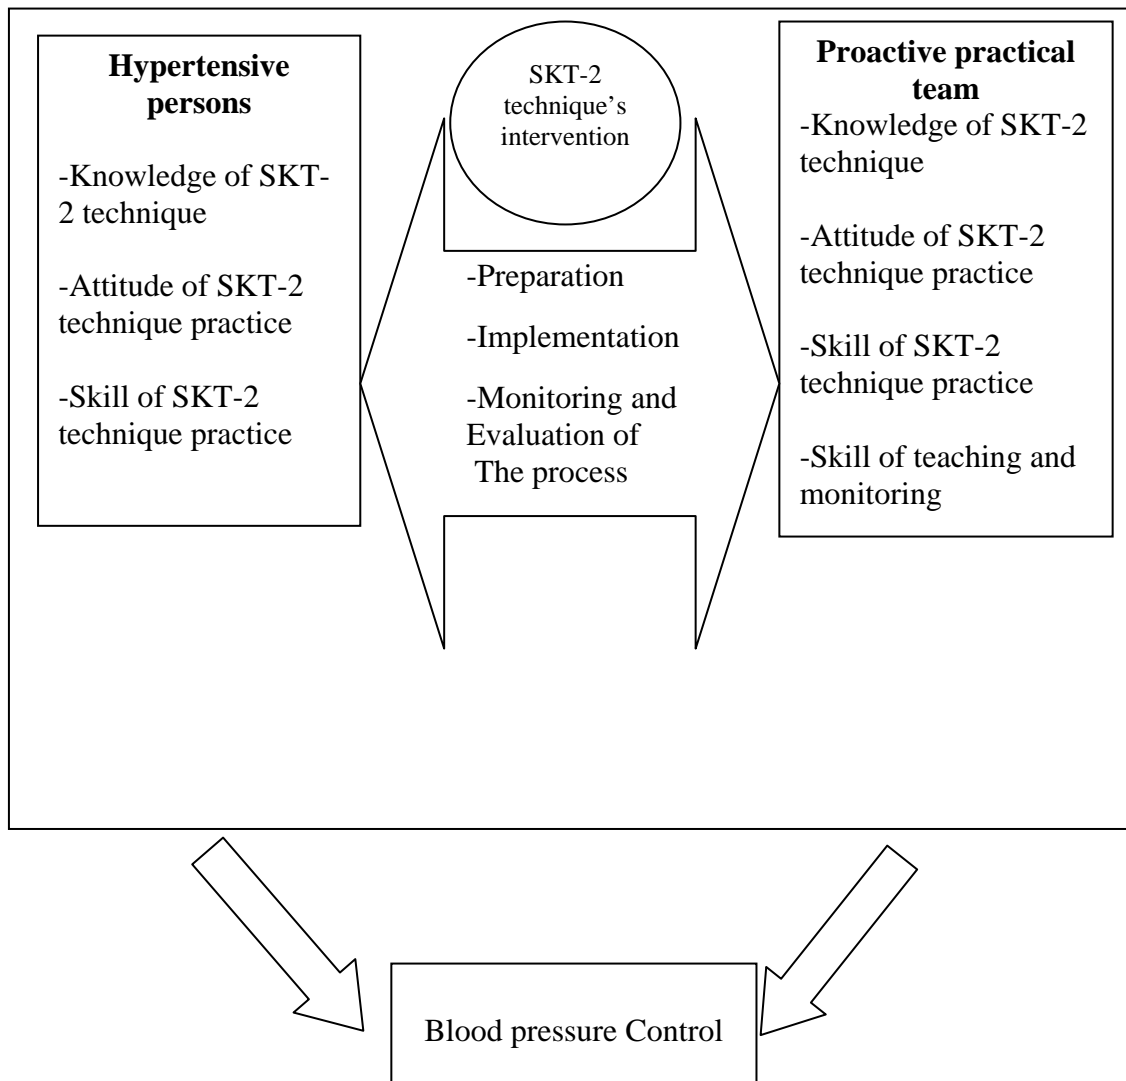 Hypertensive
persons
-Knowledge of SKT-
2 technique
-Attitude of SKT-2
technique practice
-Skill of SKT-2
technique practice
SKT-2
technique’s
intervention
-Preparation
-Implementation
-Monitoring and
Evaluation of
The process
Proactive practical
team
-Knowledge of SKT-2
technique
-Attitude of SKT-2
technique practice
-Skill of SKT-2
technique practice
-Skill of teaching and
monitoring
Blood pressure Control